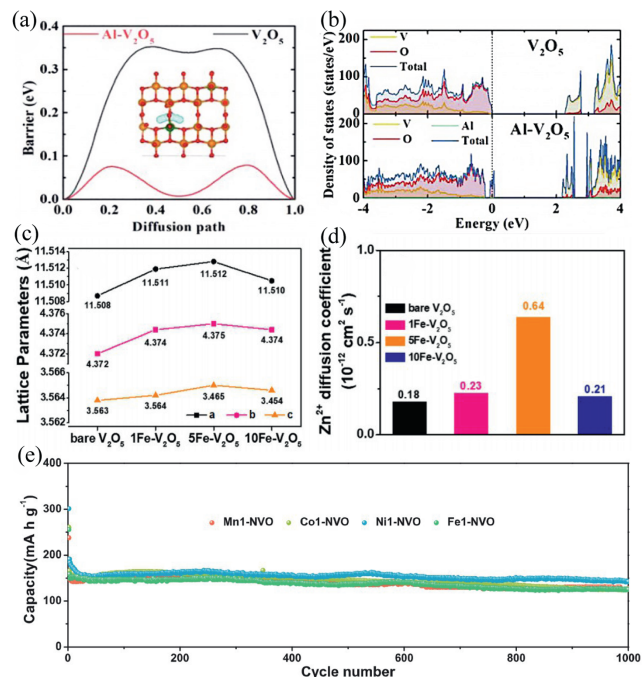 (a)
Al-V2O5
V2O5
Barrier (eV)
0.4
0.3
0.2
0.1
0.0
0.0 0.2 0.4 0.6 0.8 1.0
Diffusion path
(b)
Density of states (states/eV)
200
100
0
V
O
Total
V2O5
200
100
0
V
O
Al
Total
Al-V2O5
-4 -2 0 2 4
Energy (eV)
(c)
Lattice Parameters (Å)
11.514
11.512
11.510
11.508
4.376
4.374
4.372
3.566
3.564
3.562
11.508
11.511
11.512
11.510
4.372
4.374
4.375
4.374
3.563
3.564
3.465
3.454
a b c
bare V2O5 1Fe-V2O5 5Fe-V2O5 10Fe-V2O5
(d)
Zn2+ diffusion coefficient
(10-12 cm2 s-1)
1.0
0.5
0.0
bare V2O5
1Fe-V2O5
5Fe-V2O5
10Fe-V2O5
0.18
0.23
0.64
0.21
(e)
Capacity(mA h g-1)
400
300
200
100
0
Mn1-NVO Co1-NVO Ni1-NVO Fe1-NVO
0 200 400 600 800 1000
Cycle number